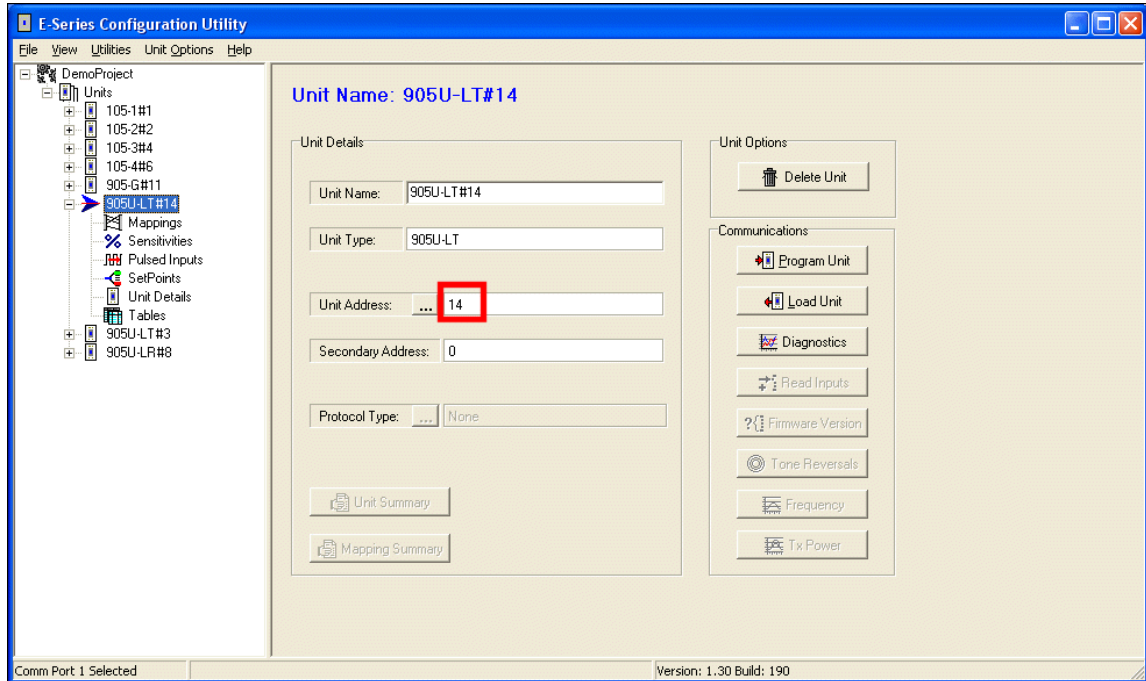 E-Series Configuration Utility
File View Utilities Unit Options Help
DemoProject
Units
105-1#1
105-2#2
105-3#4
105-4#6
905-G#11
905U-LT#14
Mappings
Sensitivities
Pulsed Inputs
SetPoints
Unit Details
Tables
905U-LT#3
905U-LR#8
Unit Name: 905U-LT#14
Unit Details
Unit Name: 905U-LT#14
Unit Type: 905U-LT
Unit Address: ... 14
Secondary Address: 0
Protocol Type: ... None
Unit Summary
Mapping Summary
Unit Options
Delete Unit
Communications
Program Unit
Load Unit
Diagnostics
Read Inputs
Firmware Version
Tone Reversals
Frequency
Tx Power
Comm Port 1 Selected
Version: 1.30 Build: 190